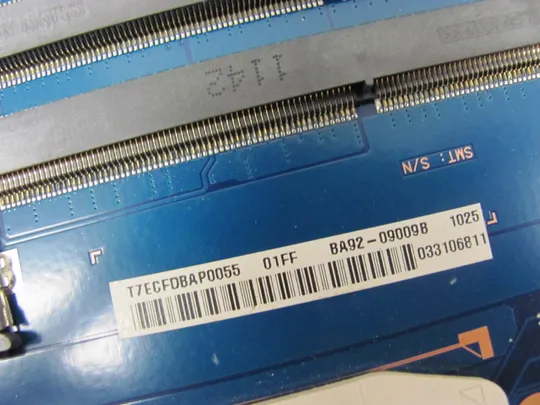 1142
SMT: S/N
T7ECFDBAP0055 01FF BA92-09009B 1025
033106811